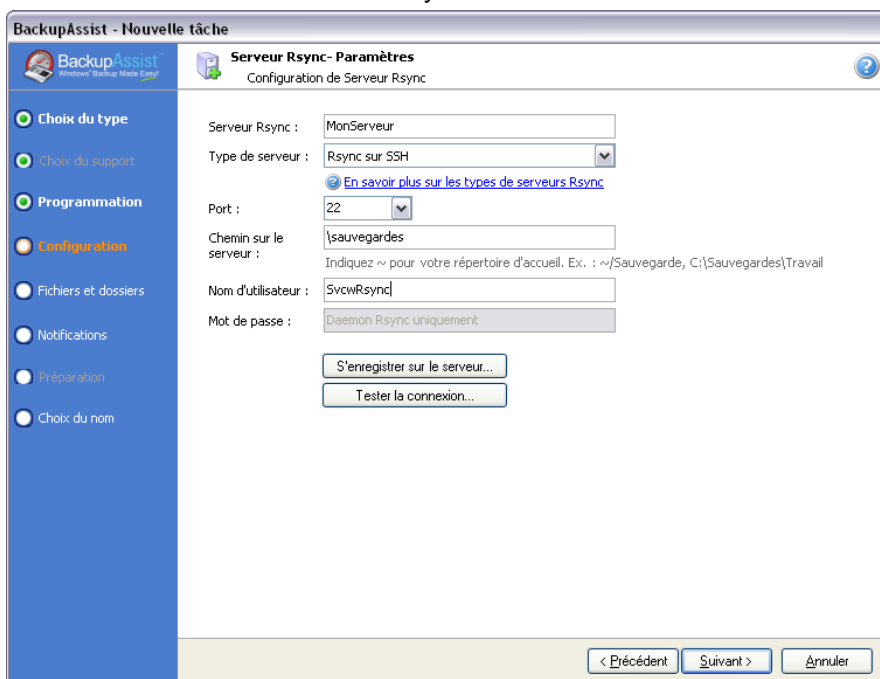 BackupAssist - Nouvelle tâche
BackupAssist™
Windows® Backup Made Easy!
Serveur Rsync- Paramètres
Configuration de Serveur Rsync
Choix du type
Choix du support
Programmation
Configuration
Fichiers et dossiers
Notifications
Préparation
Choix du nom
Serveur Rsync : MonServeur
Type de serveur : Rsync sur SSH
En savoir plus sur les types de serveurs Rsync
Port : 22
Chemin sur le serveur : \sauvegardes
Indiquez ~ pour votre répertoire d'accueil. Ex. : ~/Sauvegarde, C:\Sauvegardes\Travail
Nom d'utilisateur : SvcwRsync
Mot de passe : Daemon Rsync uniquement
S'enregistrer sur le serveur...
Tester la connexion...
< Précédent
Suivant >
Annuler